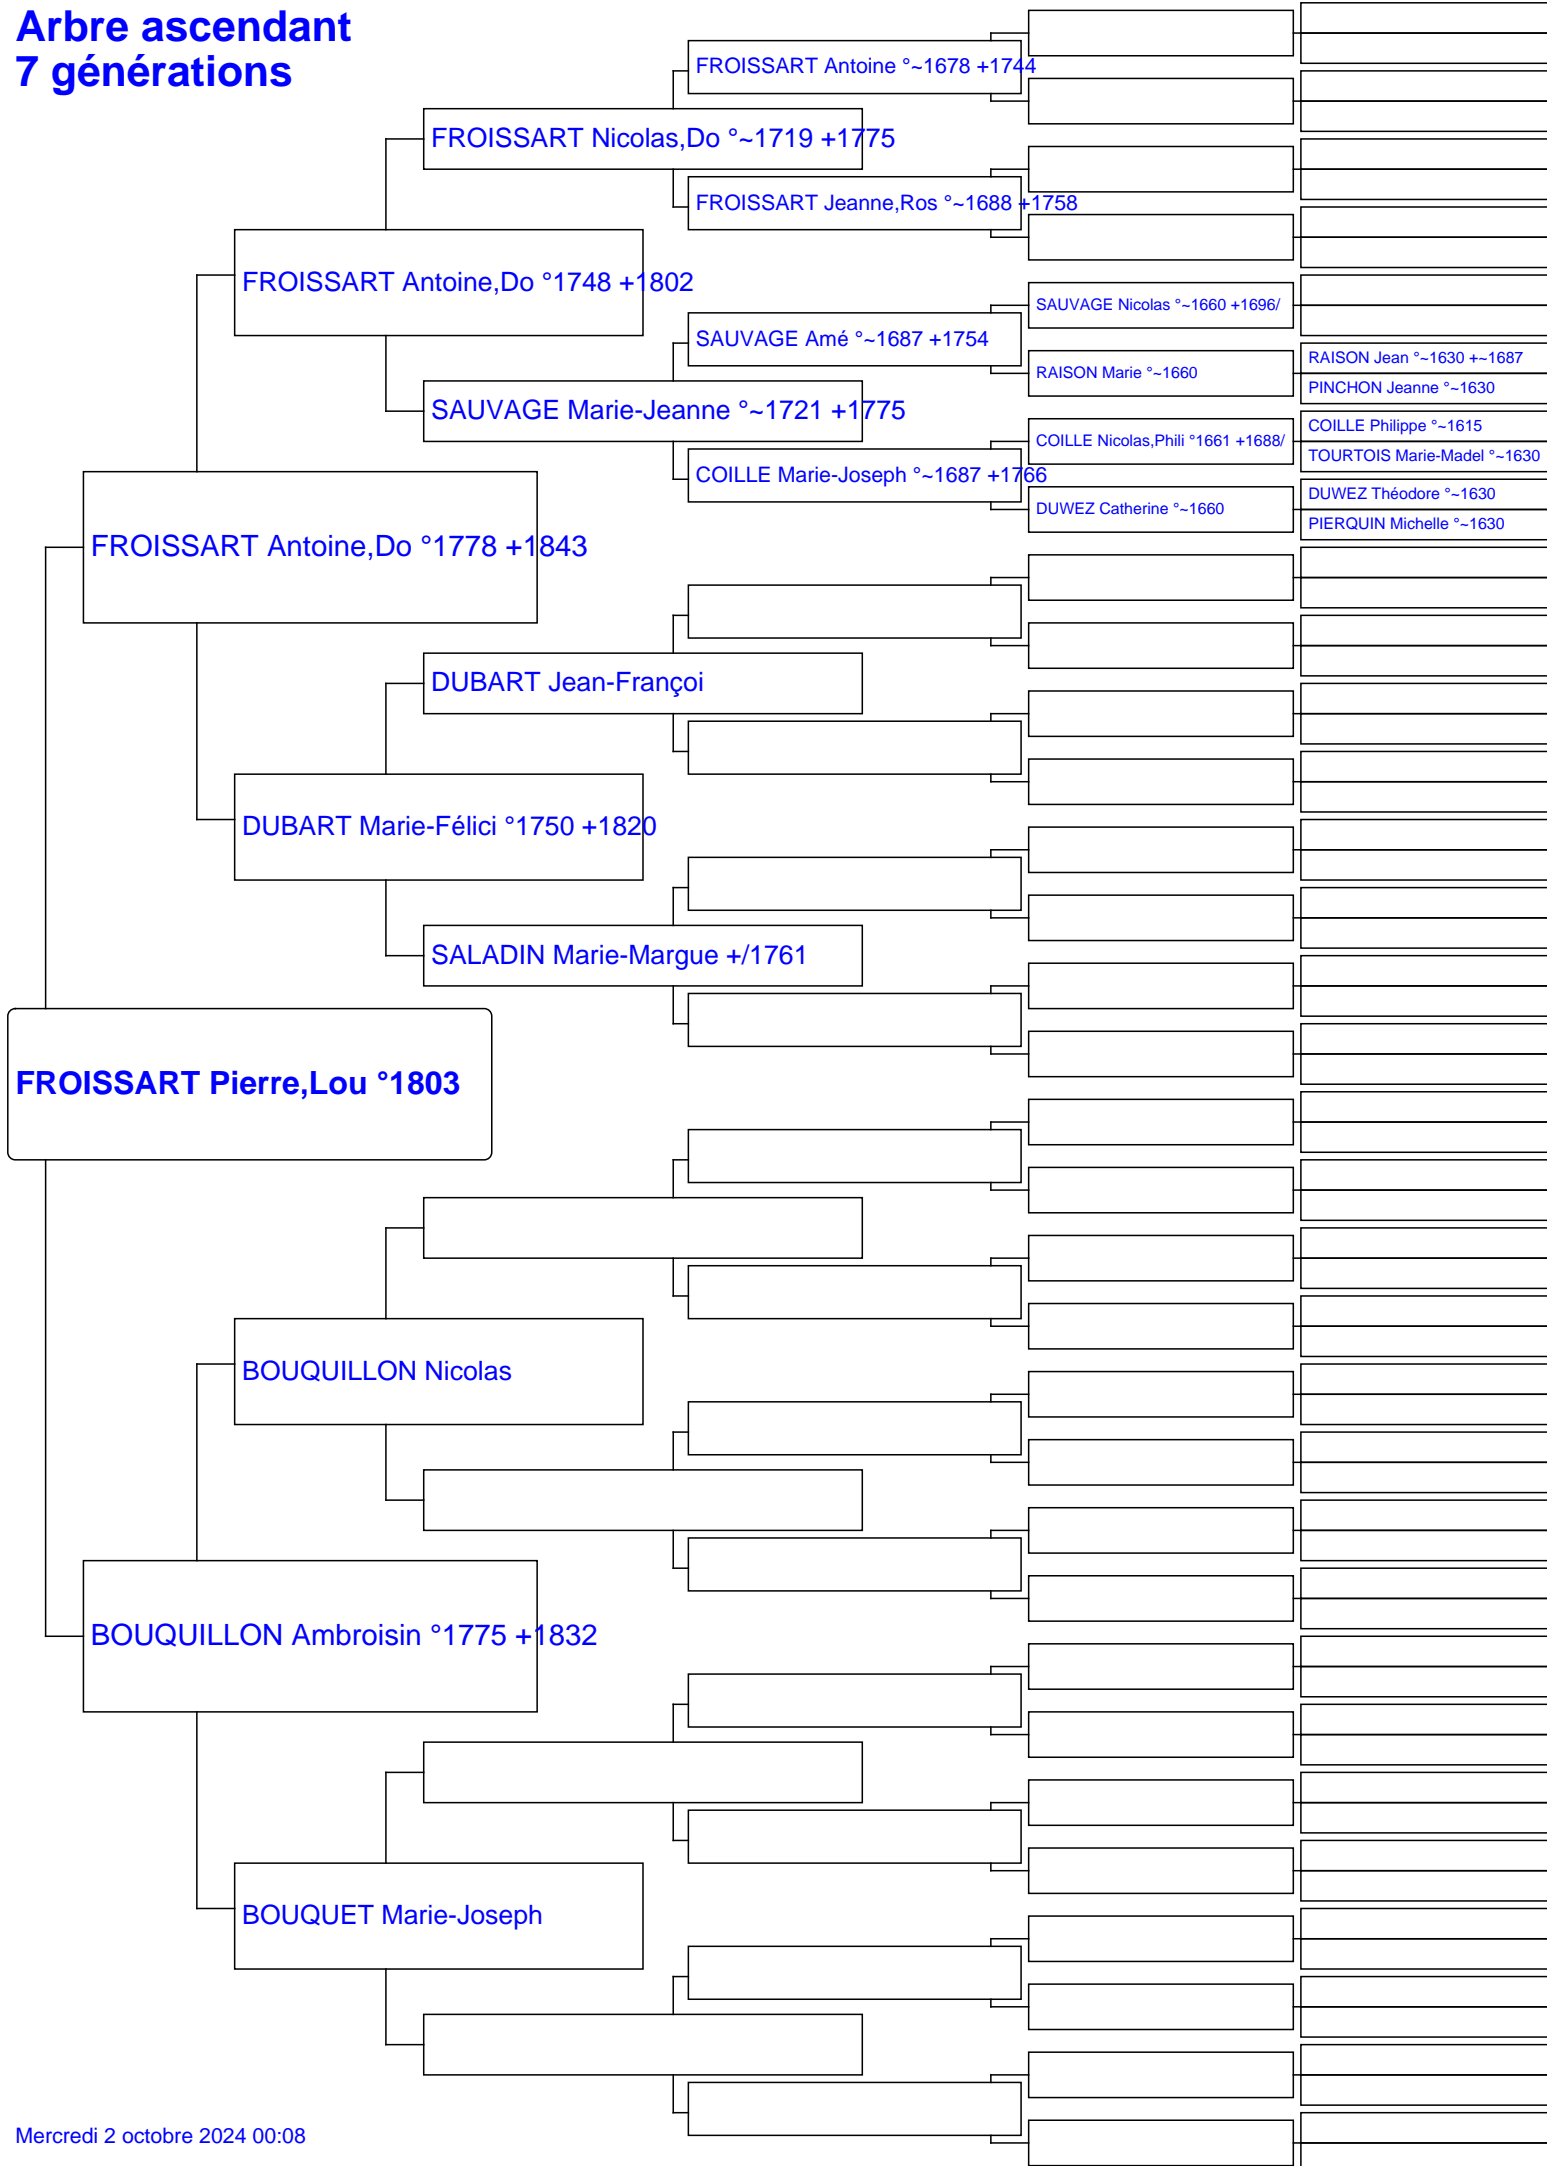 Arbre ascendant
7 générations
FROISSART Antoine °~1678 +1744
FROISSART Nicolas,Do °~1719 +1775
FROISSART Jeanne,Ros °~1688 +1758
FROISSART Antoine,Do °1748 +1802
SAUVAGE Nicolas °~1660 +1696/
SAUVAGE Amé °~1687 +1754
RAISON Jean °~1630 +~1687
RAISON Marie °~1660
PINCHON Jeanne °~1630
SAUVAGE Marie-Jeanne °~1721 +1775
COILLE Philippe °~1615
COILLE Nicolas,Phili °1661 +1688/
TOURTOIS Marie-Madel °~1630
COILLE Marie-Joseph °~1687 +1766
DUWEZ Théodore °~1630
DUWEZ Catherine °~1660
PIERQUIN Michelle °~1630
FROISSART Antoine,Do °1778 +1843
DUBART Jean-Françoi
DUBART Marie-Félici °1750 +1820
SALADIN Marie-Margue +/1761
FROISSART Pierre,Lou °1803
BOUQUILLON Nicolas
BOUQUILLON Ambroisin °1775 +1832
BOUQUET Marie-Joseph
Mercredi 2 octobre 2024 00:08